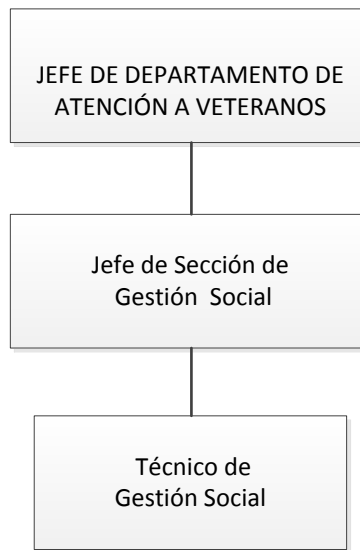 JEFE DE DEPARTAMENTO DE
ATENCIÓN A VETERANOS
Jefe de Sección de
Gestión Social
Técnico de
Gestión Social